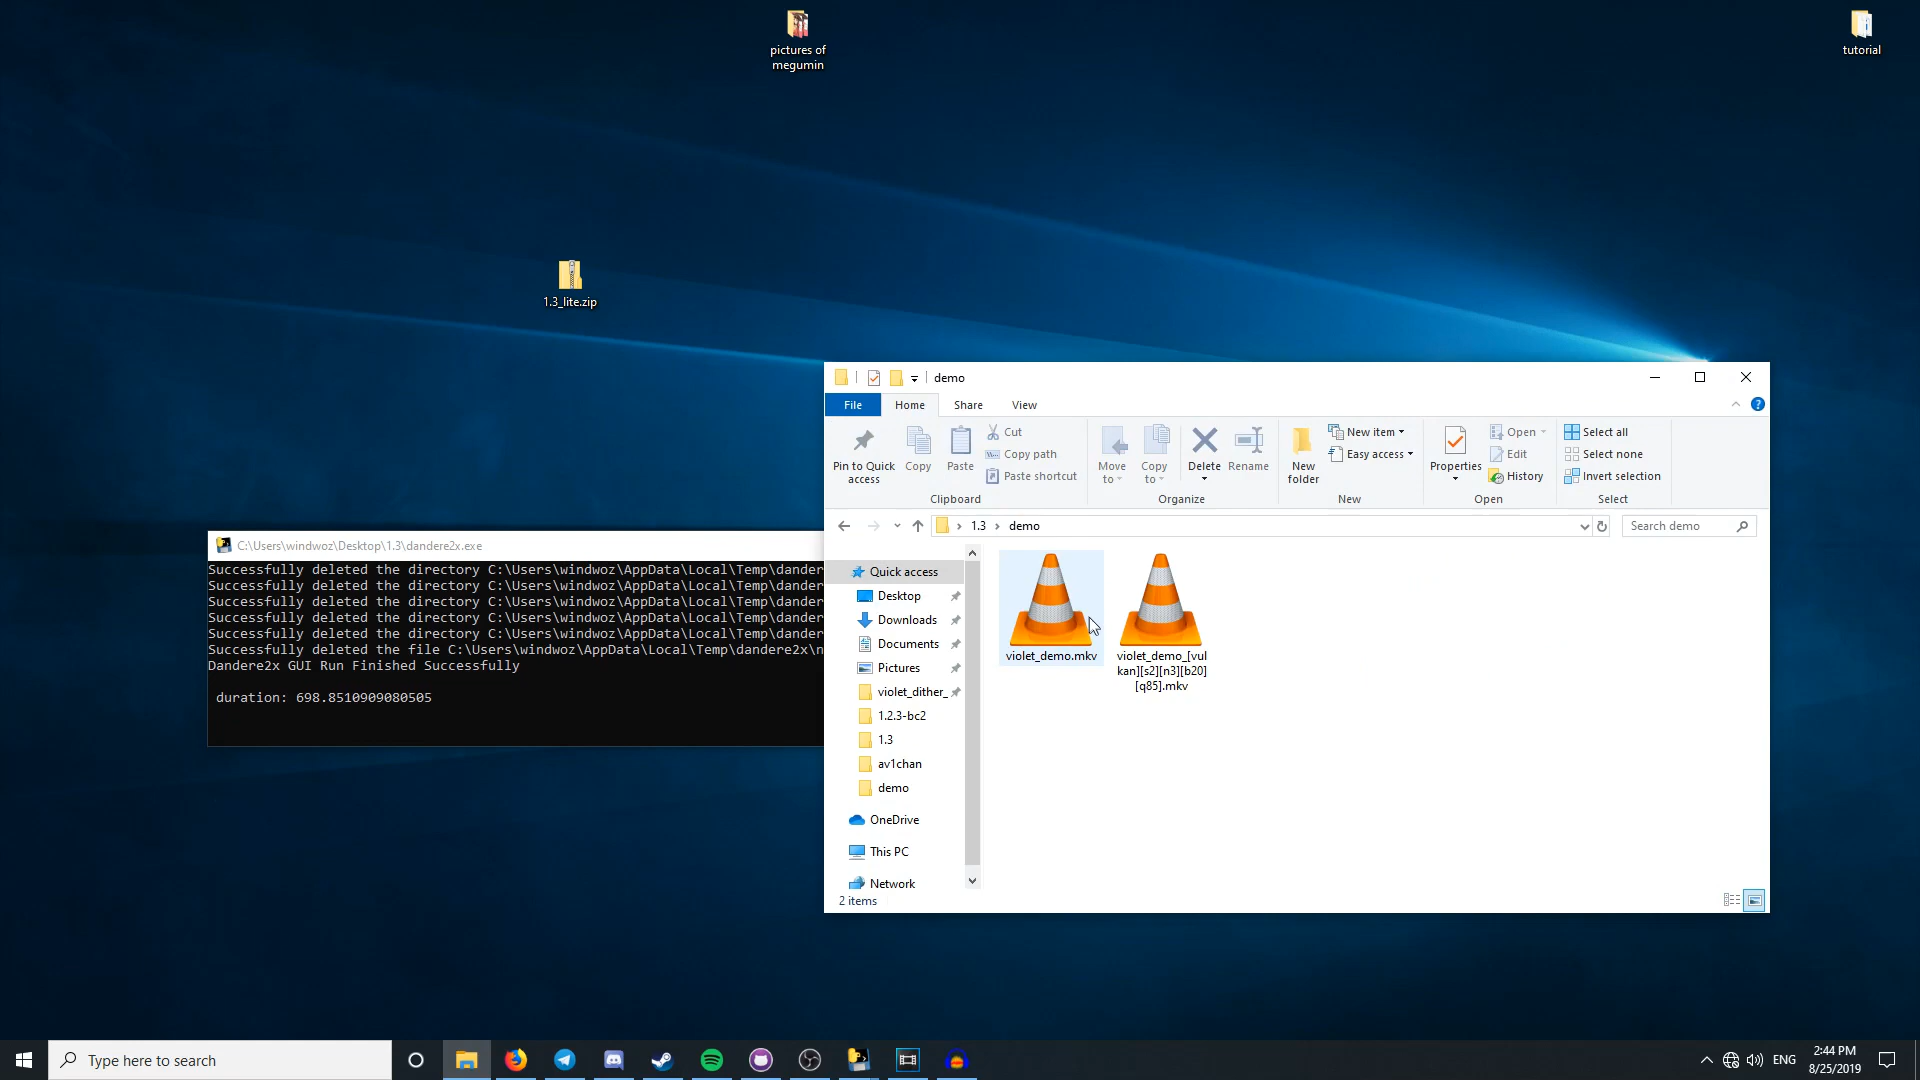 pictures of
megumin
tutorial
1.3_lite.zip
C:\Users\windwoz\Desktop\1.3\dandere2x.exe
Successfully deleted the directory C:\Users\windwoz\AppData\Local\Temp\dander
Successfully deleted the directory C:\Users\windwoz\AppData\Local\Temp\dander
Successfully deleted the directory C:\Users\windwoz\AppData\Local\Temp\dander
Successfully deleted the directory C:\Users\windwoz\AppData\Local\Temp\dander
Successfully deleted the directory C:\Users\windwoz\AppData\Local\Temp\dander
Successfully deleted the file C:\Users\windwoz\AppData\Local\Temp\dandere2x\n
Dandere2x GUI Run Finished Successfully
duration: 698.8510909080505
demo
File Home Share View
Pin to Quick
access
Copy
Paste
Cut
Copy path
Paste shortcut
Clipboard
Move
to
Copy
to
Delete
Rename
Organize
New
folder
New item
Easy access
New
Properties
Open
Edit
History
Open
Select all
Select none
Invert selection
Select
1.3 > demo
Search demo
Quick access
Desktop
Downloads
Documents
Pictures
violet_dither_
1.2.3-bc2
1.3
av1chan
demo
OneDrive
This PC
Network
violet_demo.mkv
violet_demo_[vul
kan][s2][n3][b20]
[q85].mkv
2 items
Type here to search
ENG
2:44 PM
8/25/2019